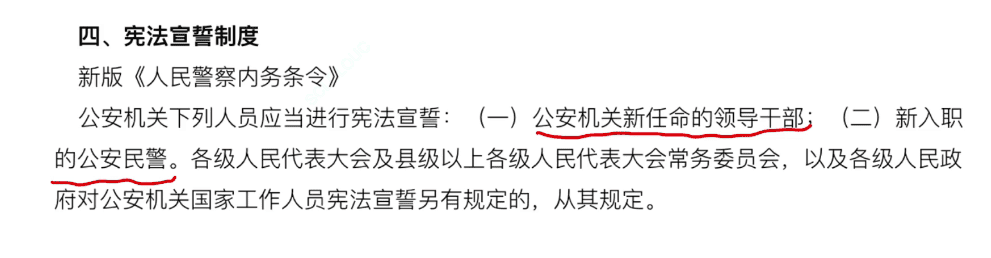 四、宪法宣誓制度
新版《人民警察内务条令》
公安机关下列人员应当进行宪法宣誓：（一）公安机关新任命的领导干部；（二）新入职
的公安民警。各级人民代表大会及县级以上各级人民代表大会常务委员会，以及各级人民政
府对公安机关国家工作人员宪法宣誓另有规定的，从其规定。